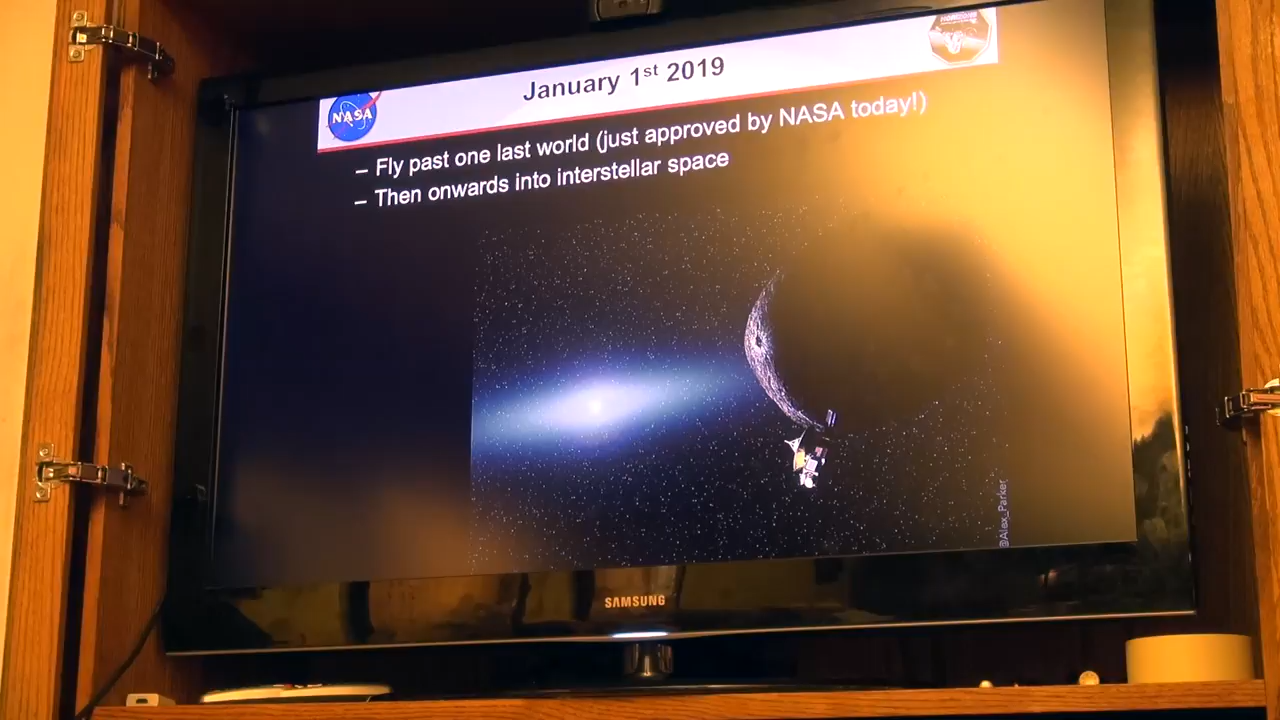 January 1st 2019
NASA
HORIZONS
– Fly past one last world (just approved by NASA today!)
– Then onwards into interstellar space
@Alex_Parker
SAMSUNG